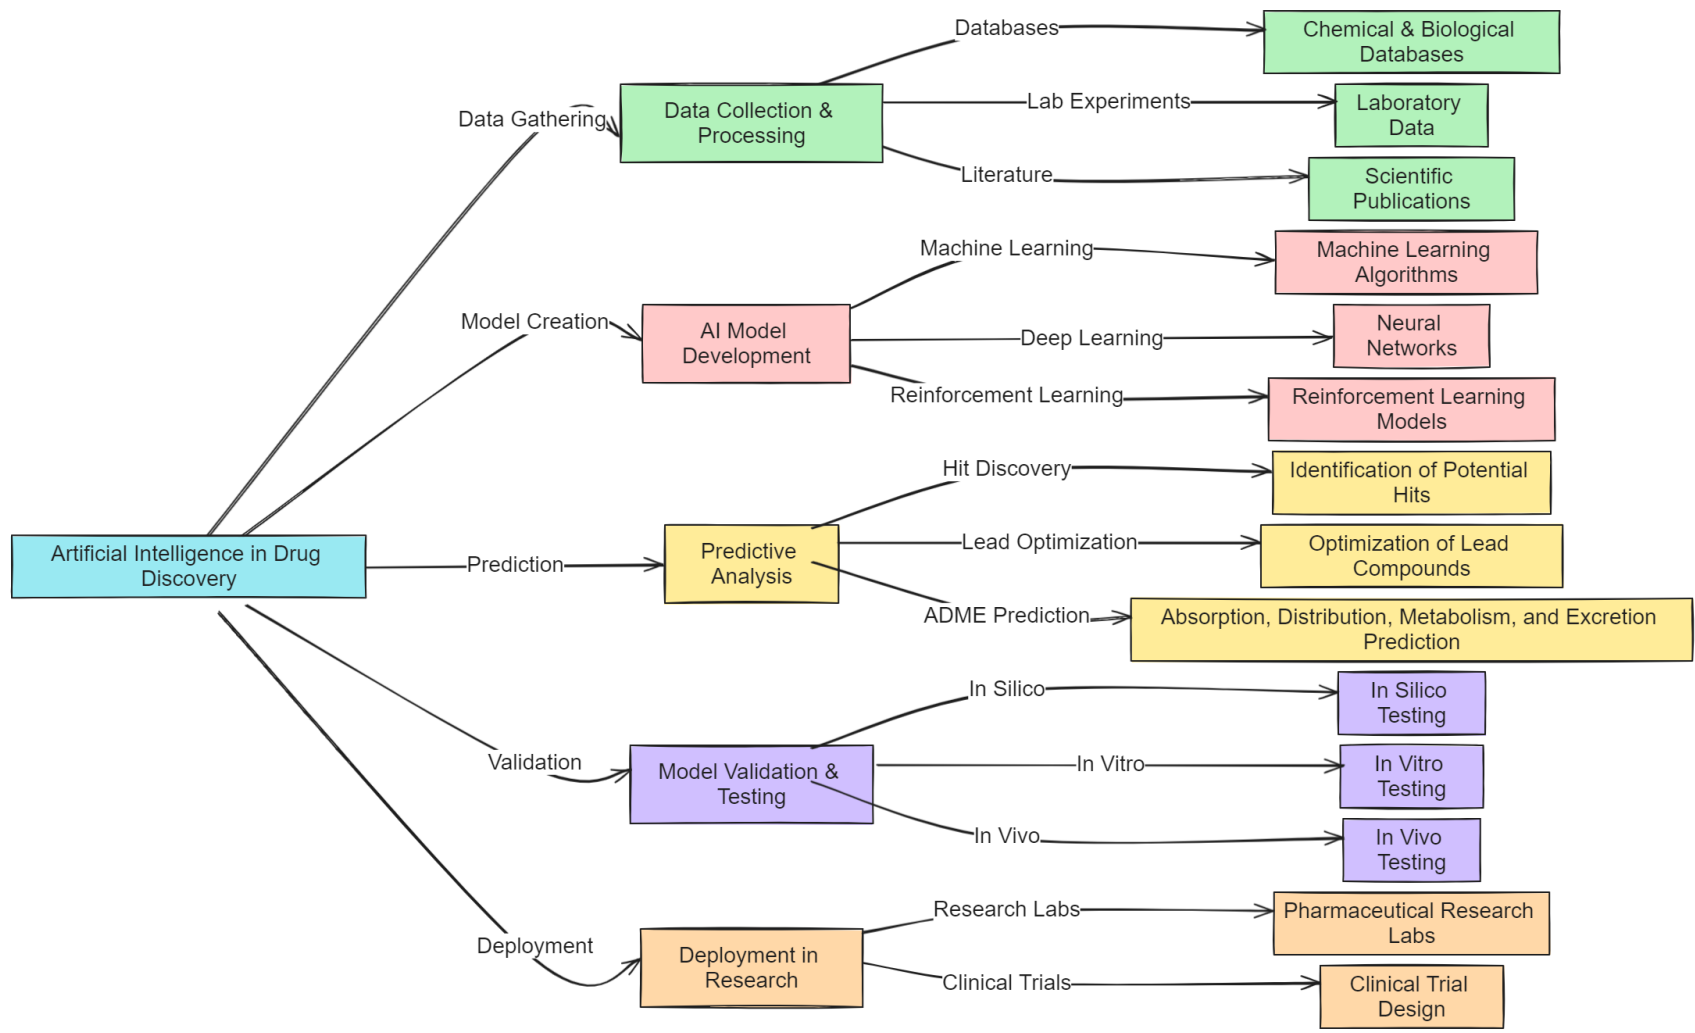 Databases
Chemical & Biological
Databases
Data Gathering
Data Collection &
Processing
Lab Experiments
Laboratory
Data
Literature
Scientific
Publications
Machine Learning
Machine Learning
Algorithms
Model Creation
AI Model
Development
Deep Learning
Neural
Networks
Reinforcement Learning
Reinforcement Learning
Models
Hit Discovery
Identification of Potential
Hits
Artificial Intelligence in Drug
Discovery
Prediction
Predictive
Analysis
Lead Optimization
Optimization of Lead
Compounds
ADME Prediction
Absorption, Distribution, Metabolism, and Excretion
Prediction
In Silico
In Silico
Testing
Validation
Model Validation &
Testing
In Vitro
In Vitro
Testing
In Vivo
In Vivo
Testing
Research Labs
Pharmaceutical Research
Labs
Deployment
Deployment in
Research
Clinical Trials
Clinical Trial
Design